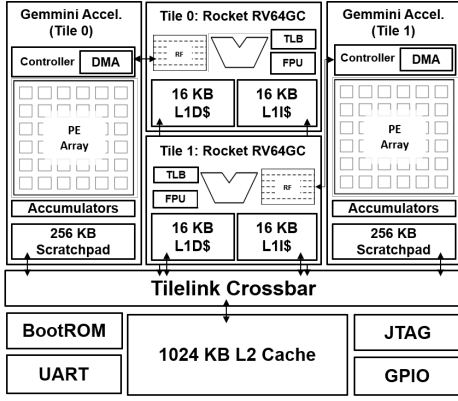 Gemmini Accel.
(Tile 0)
Controller
DMA
PE
Array
Accumulators
256 KB
Scratchpad
Tile 0: Rocket RV64GC
RF
TLB
FPU
16 KB
L1D$
16 KB
L1I$
Tile 1: Rocket RV64GC
TLB
FPU
RF
16 KB
L1D$
16 KB
L1I$
Gemmini Accel.
(Tile 1)
Controller
DMA
PE
Array
Accumulators
256 KB
Scratchpad
Tilelink Crossbar
BootROM
UART
1024 KB L2 Cache
JTAG
GPIO